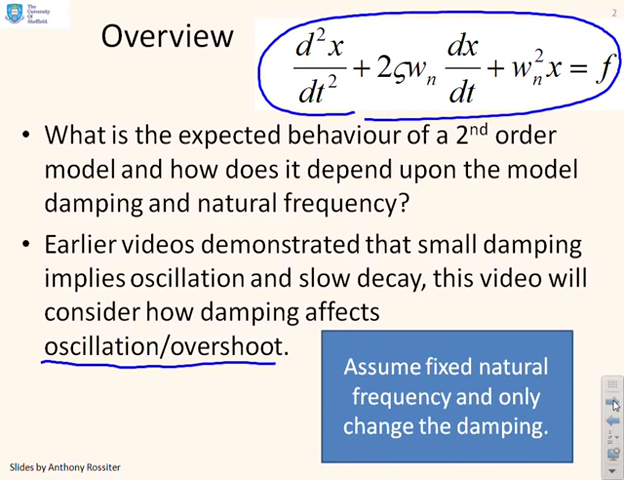 The
University
Of
Sheffield.
2
Overview
d²x/dt² + 2ςwₙ dx/dt + wₙ²x = f
• What is the expected behaviour of a 2nd order
model and how does it depend upon the model
damping and natural frequency?
• Earlier videos demonstrated that small damping
implies oscillation and slow decay, this video will
consider how damping affects
oscillation/overshoot.
Assume fixed natural
frequency and only
change the damping.
Slides by Anthony Rossiter